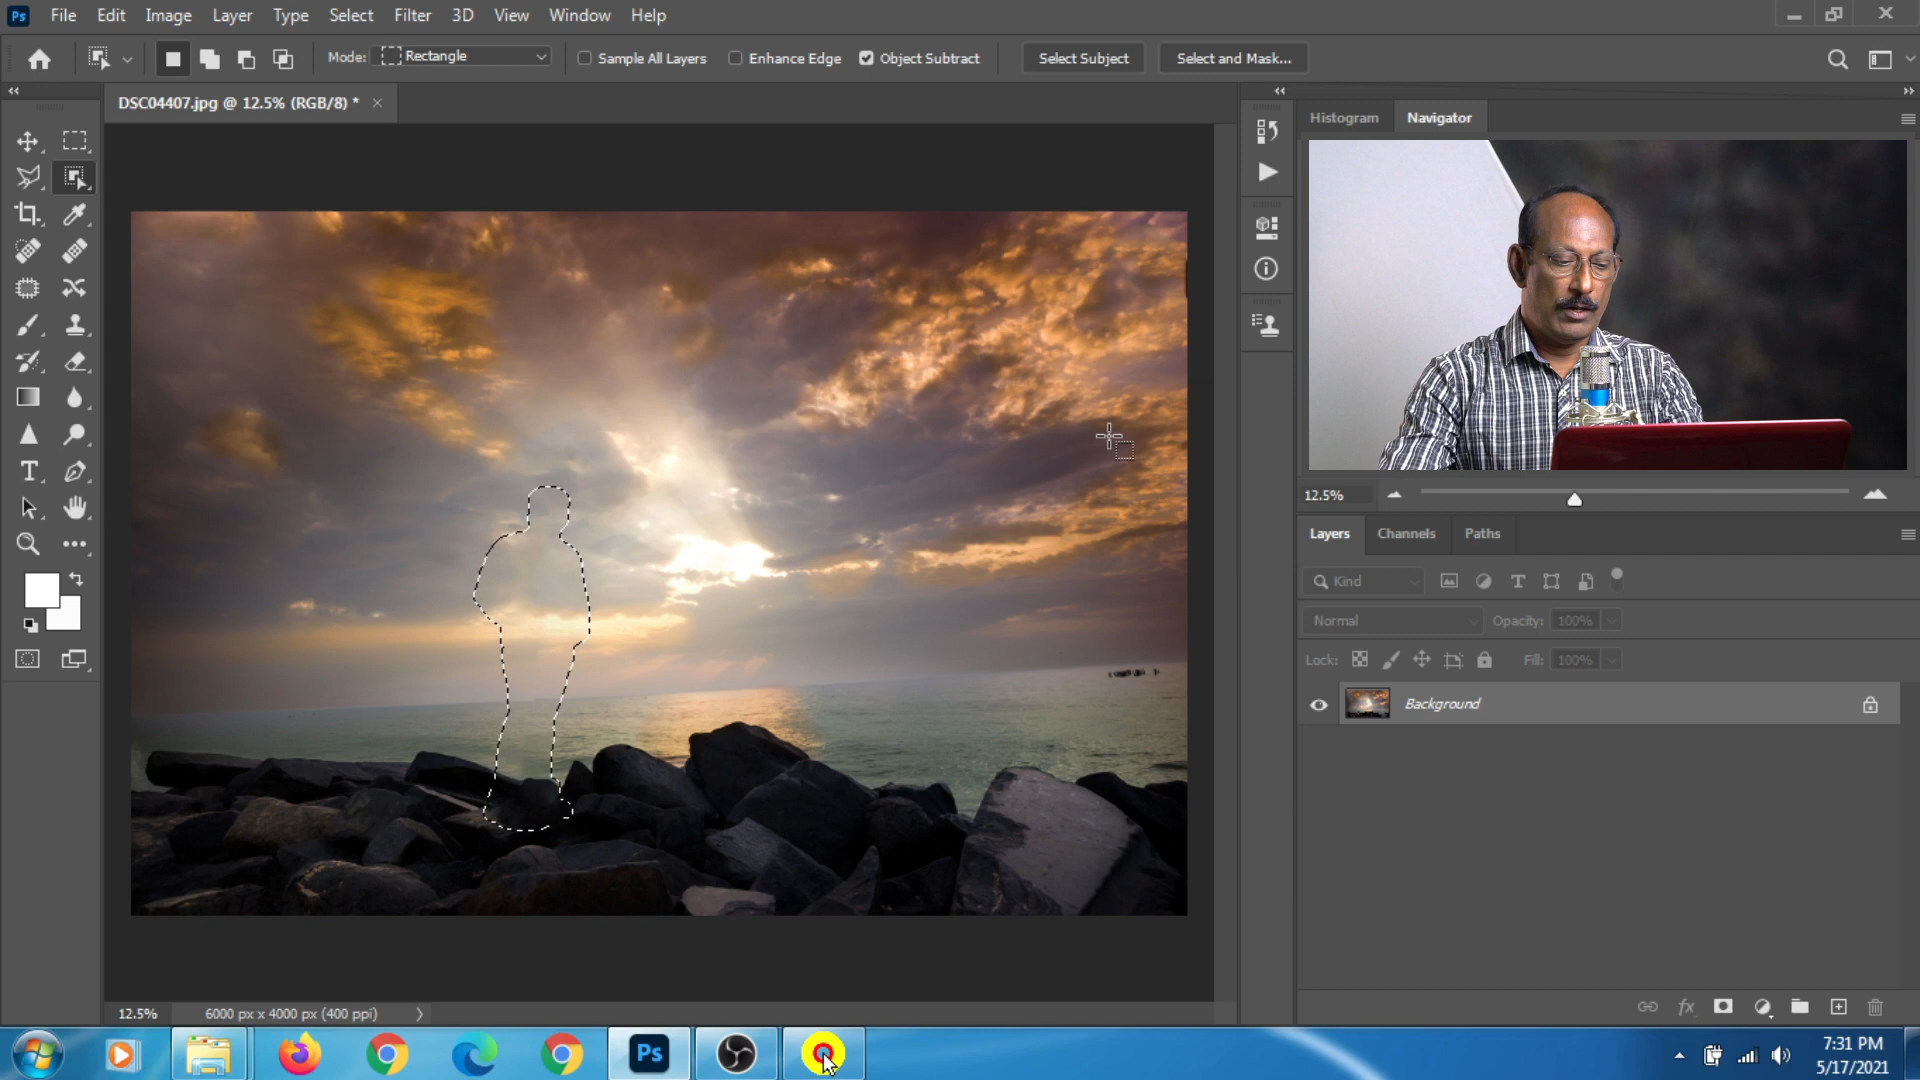 Ps File Edit Image Layer Type Select Filter 3D View Window Help
Mode: Rectangle Sample All Layers Enhance Edge Object Subtract Select Subject Select and Mask...
DSC04407.jpg @ 12.5% (RGB/8) * ×
Histogram Navigator
12.5%
Layers Channels Paths
Kind
Normal Opacity: 100%
Lock: Fill: 100%
Background
12.5% 6000 px x 4000 px (400 ppi)
Ps
7:31 PM
5/17/2021